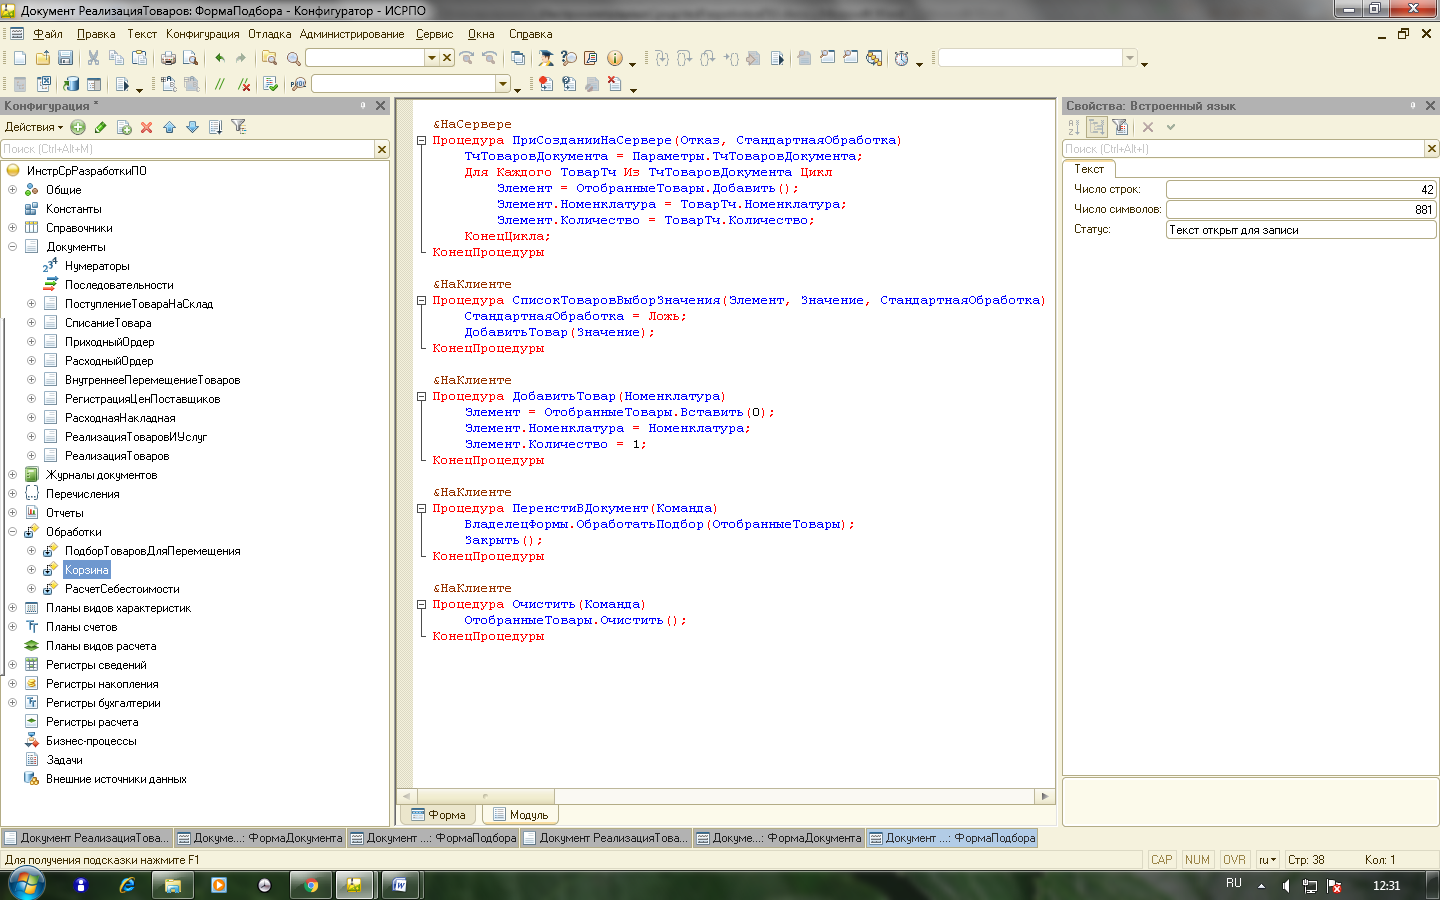 Документ РеализацияТоваров: ФормаПодбора - Конфигуратор - ИСРПО
Файл Правка Текст Конфигурация Отладка Администрирование Сервис Окна Справка
Конфигурация *
Действия
Поиск (Ctrl+Alt+M)
ИнстрСрРазработкиПО
Общие
Константы
Справочники
Документы
Нумераторы
Последовательности
ПоступлениеТовараНаСклад
СписаниеТовара
ПриходныйОрдер
РасходныйОрдер
ВнутреннееПеремещениеТоваров
РегистрацияЦенПоставщиков
РасходнаяНакладная
РеализацияТоваровИУслуг
РеализацияТоваров
Журналы документов
Перечисления
Отчеты
Обработки
ПодборТоваровДляПеремещения
Корзина
РасчетСебестоимости
Планы видов характеристик
Планы счетов
Планы видов расчета
Регистры сведений
Регистры накопления
Регистры бухгалтерии
Регистры расчета
Бизнес-процессы
Задачи
Внешние источники данных
&НаСервере
Процедура ПриСозданииНаСервере(Отказ, СтандартнаяОбработка)
ТчТоваровДокумента = Параметры.ТчТоваровДокумента;
Для Каждого ТоварТч Из ТчТоваровДокумента Цикл
Элемент = ОтобранныеТовары.Добавить();
Элемент.Номенклатура = ТоварТч.Номенклатура;
Элемент.Количество = ТоварТч.Количество;
КонецЦикла;
КонецПроцедуры
&НаКлиенте
Процедура СписокТоваровВыборЗначения(Элемент, Значение, СтандартнаяОбработка)
СтандартнаяОбработка = Ложь;
ДобавитьТовар(Значение);
КонецПроцедуры
&НаКлиенте
Процедура ДобавитьТовар(Номенклатура)
Элемент = ОтобранныеТовары.Вставить(0);
Элемент.Номенклатура = Номенклатура;
Элемент.Количество = 1;
КонецПроцедуры
&НаКлиенте
Процедура ПеренстиВДокумент(Команда)
ВладелецФормы.ОбработатьПодбор(ОтобранныеТовары);
Закрыть();
КонецПроцедуры
&НаКлиенте
Процедура Очистить(Команда)
ОтобранныеТовары.Очистить();
КонецПроцедуры
Форма Модуль
Свойства: Встроенный язык
Поиск (Ctrl+Alt+I)
Текст
Число строк: 42
Число символов: 881
Статус: Текст открыт для записи
Документ РеализацияТова... Докуме...: ФормаДокумента Документ ...: ФормаПодбора Документ РеализацияТова... Докуме...: ФормаДокумента Документ ...: ФормаПодбора
Для получения подсказки нажмите F1 CAP NUM OVR ru Стр: 38 Кол: 1
RU 12:31